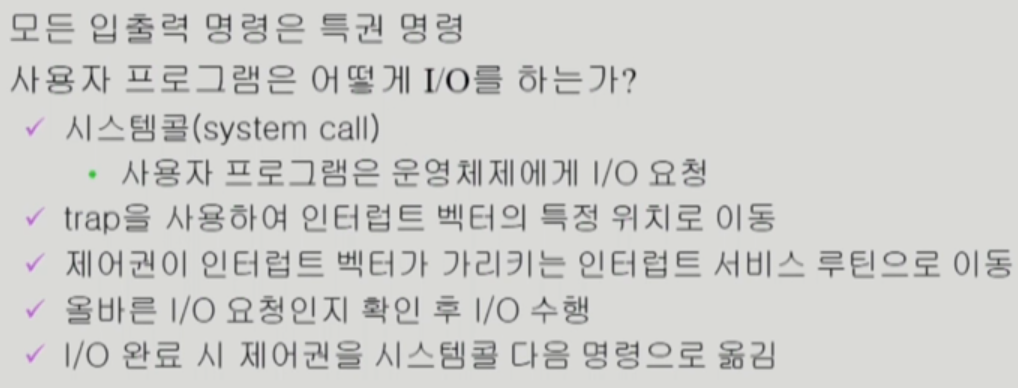 모든 입출력 명령은 특권 명령
사용자 프로그램은 어떻게 I/O를 하는가?
✓ 시스템콜(system call)
• 사용자 프로그램은 운영체제에게 I/O 요청
✓ trap을 사용하여 인터럽트 벡터의 특정 위치로 이동
✓ 제어권이 인터럽트 벡터가 가리키는 인터럽트 서비스 루틴으로 이동
✓ 올바른 I/O 요청인지 확인 후 I/O 수행
✓ I/O 완료 시 제어권을 시스템콜 다음 명령으로 옮김